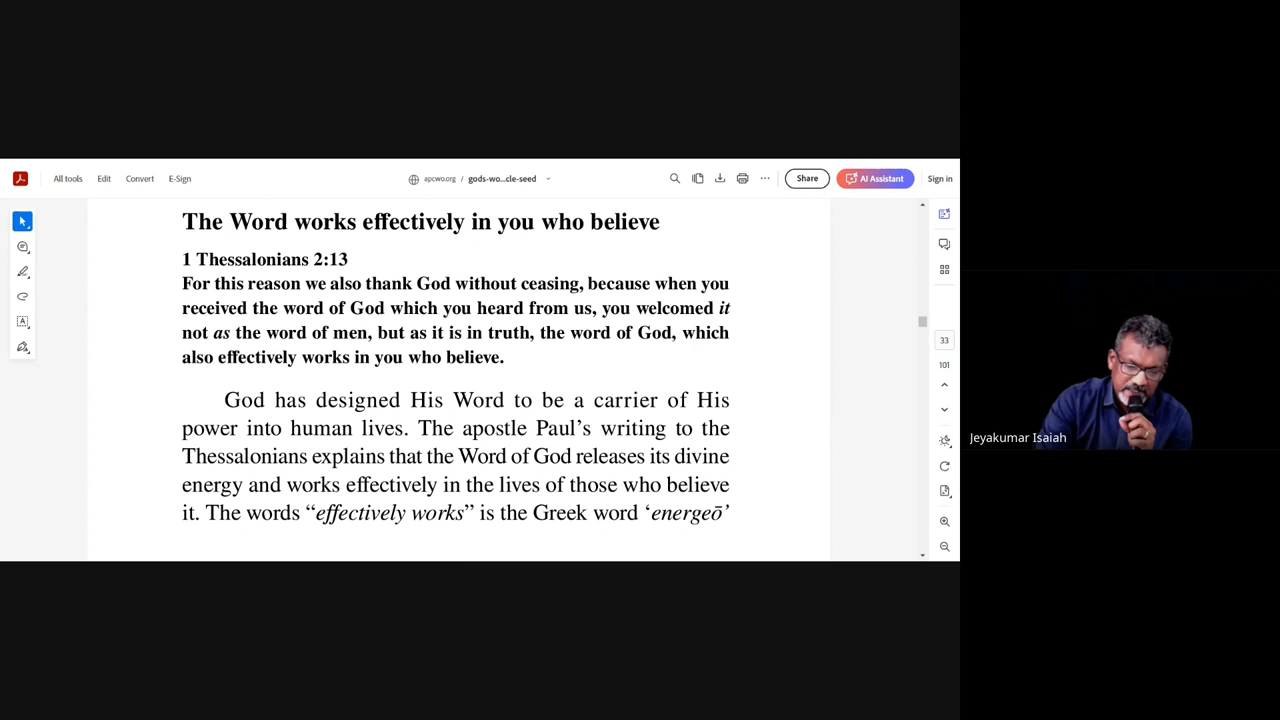 All tools Edit Convert E-Sign apcwo.org / gods-wo...cle-seed Share AI Assistant Sign in
The Word works effectively in you who believe
1 Thessalonians 2:13
For this reason we also thank God without ceasing, because when you
received the word of God which you heard from us, you welcomed it
not as the word of men, but as it is in truth, the word of God, which
also effectively works in you who believe.
God has designed His Word to be a carrier of His
power into human lives. The apostle Paul’s writing to the
Thessalonians explains that the Word of God releases its divine
energy and works effectively in the lives of those who believe
it. The words “effectively works” is the Greek word ‘energeō’
33
101
Jeyakumar Isaiah